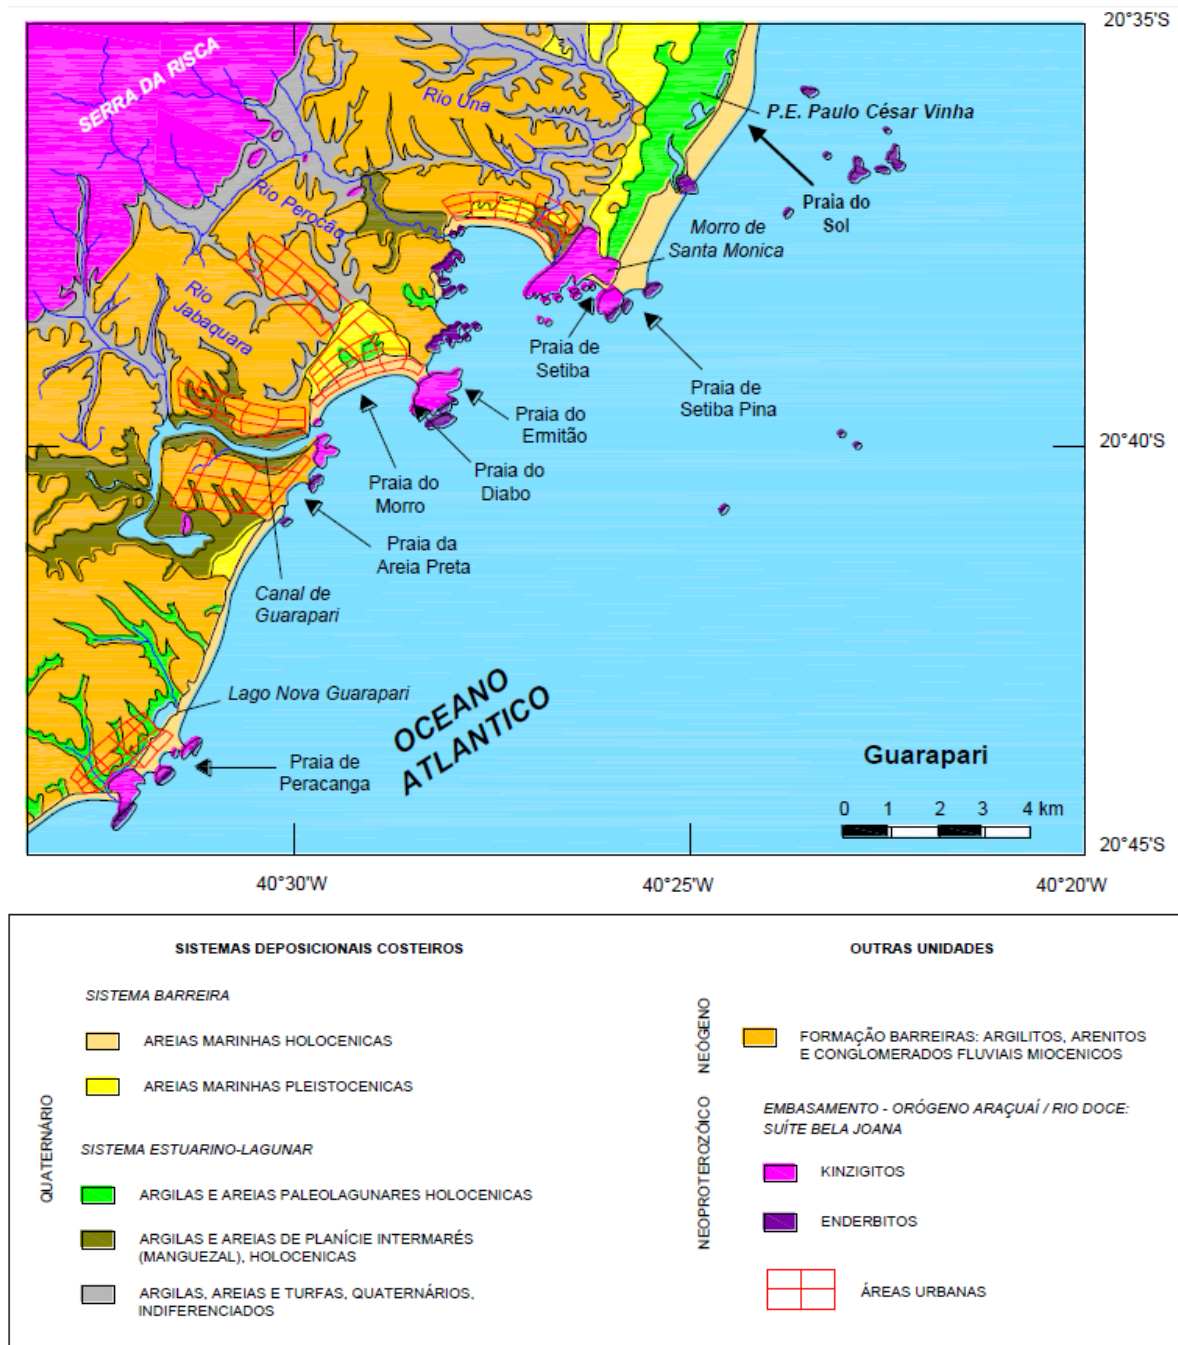 20°35'S
SERRA DA RISCA
Rio Una
P.E. Paulo César Vinha
Rio Perocão
Praia do
Sol
Morro de
Santa Monica
Rio
Jabaquara
Praia de
Setiba
Praia de
Setiba Pina
Praia do
Ermitão
20°40'S
Praia do
Diabo
Praia do
Morro
Praia da
Areia Preta
Canal de
Guarapari
Lago Nova Guarapari
OCEANO
ATLANTICO
Praia de
Peracanga
Guarapari
0 1 2 3 4 km
20°45'S
40°30'W
40°25'W
40°20'W
SISTEMAS DEPOSICIONAIS COSTEIROS
SISTEMA BARREIRA
AREIAS MARINHAS HOLOCENICAS
AREIAS MARINHAS PLEISTOCENICAS
QUATERNÁRIO
SISTEMA ESTUARINO-LAGUNAR
ARGILAS E AREIAS PALEOLAGUNARES HOLOCENICAS
ARGILAS E AREIAS DE PLANÍCIE INTERMARÉS
(MANGUEZAL), HOLOCENICAS
ARGILAS, AREIAS E TURFAS, QUATERNÁRIOS,
INDIFERENCIADOS
OUTRAS UNIDADES
NEÓGENO
FORMAÇÃO BARREIRAS: ARGILITOS, ARENITOS
E CONGLOMERADOS FLUVIAIS MIOCENICOS
NEOPROTEROZÓICO
EMBASAMENTO - ORÓGENO ARAÇUAÍ / RIO DOCE:
SUÍTE BELA JOANA
KINZIGITOS
ENDERBITOS
ÁREAS URBANAS